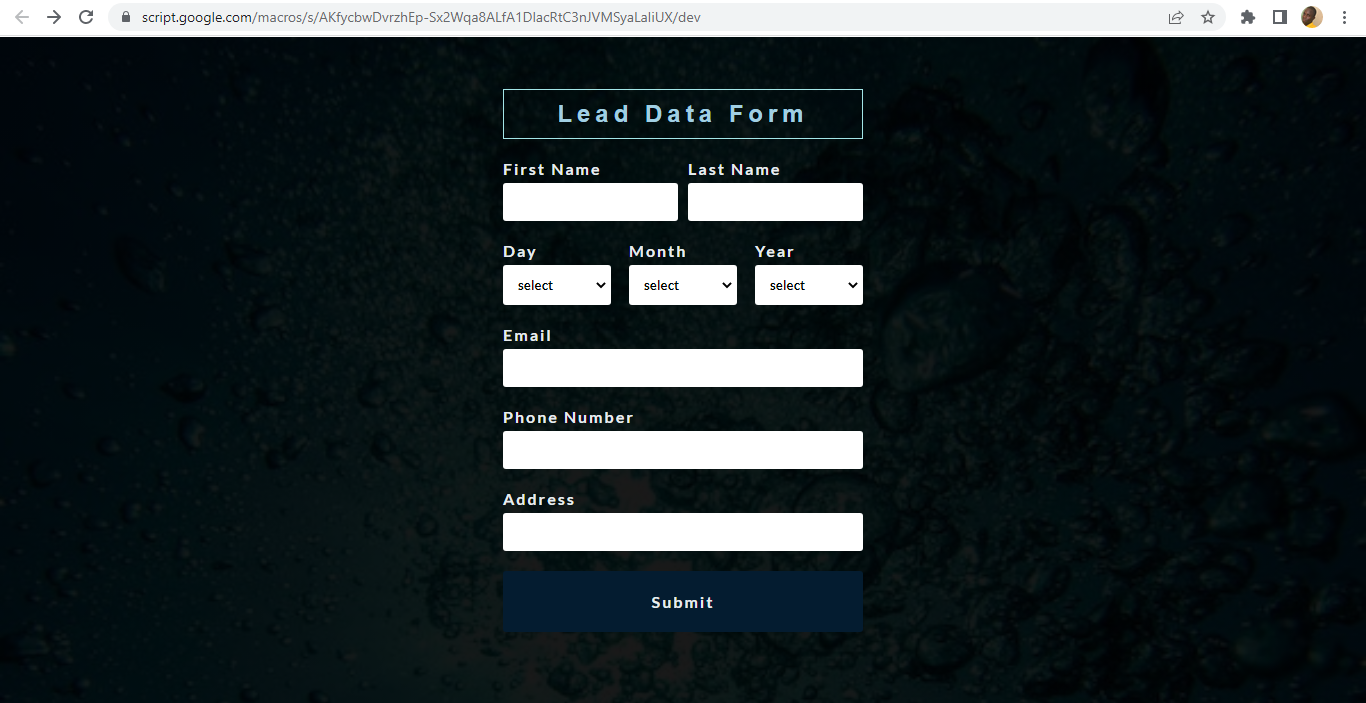 script.google.com/macros/s/AKfycbwDvrzhEp-Sx2Wqa8ALfA1DlacRtC3nJVMSyaLaliUX/dev
Lead Data Form
First Name Last Name
Day Month Year
select select select
Email
Phone Number
Address
Submit